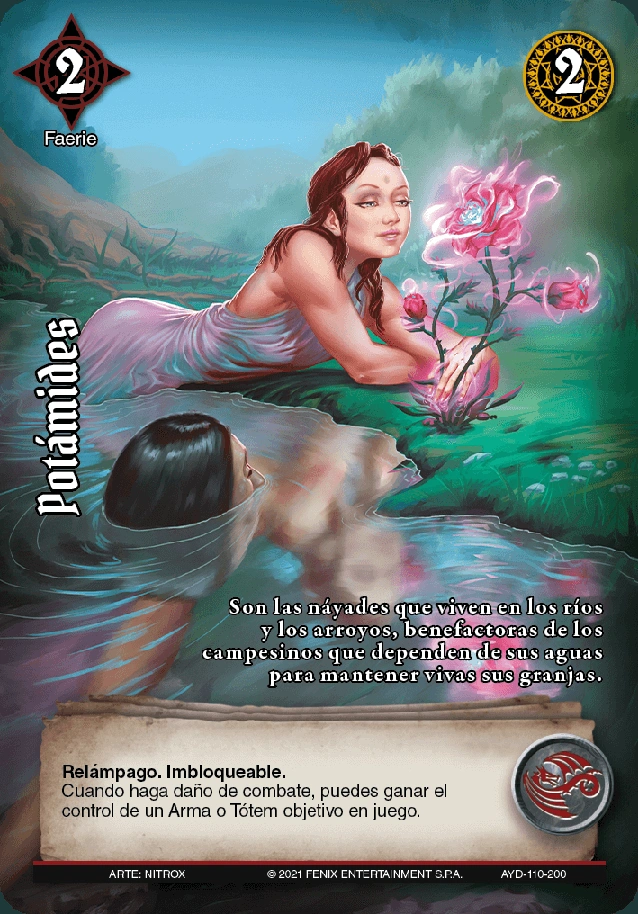 2
2
Faerie
Potámides
Son las náyades que viven en los ríos
y los arroyos, benefactoras de los
campesinos que dependen de sus aguas
para mantener vivas sus granjas.
Relámpago. Imbloqueable.
Cuando haga daño de combate, puedes ganar el
control de un Arma o Tótem objetivo en juego.
ARTE: NITROX © 2021 FENIX ENTERTAINMENT S.P.A. AYD-110-200